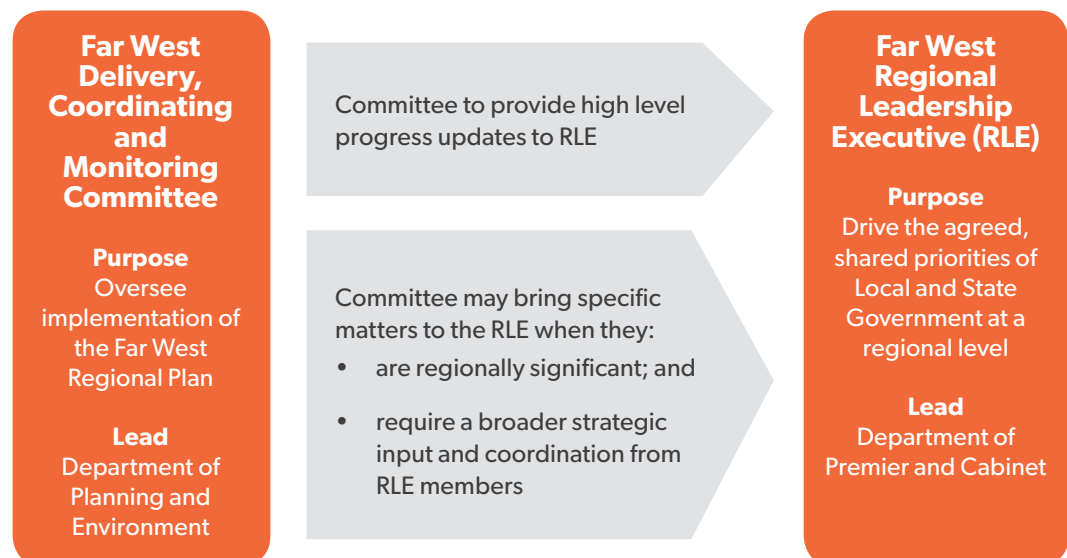 Far West
Delivery,
Coordinating
and
Monitoring
Committee
Purpose
Oversee
implementation of
the Far West
Regional Plan
Lead
Department of
Planning and
Environment
Committee to provide high level
progress updates to RLE
Committee may bring specific
matters to the RLE when they:
• are regionally significant; and
• require a broader strategic
input and coordination from
RLE members
Far West
Regional
Leadership
Executive (RLE)
Purpose
Drive the agreed,
shared priorities of
Local and State
Government at a
regional level
Lead
Department of
Premier and Cabinet